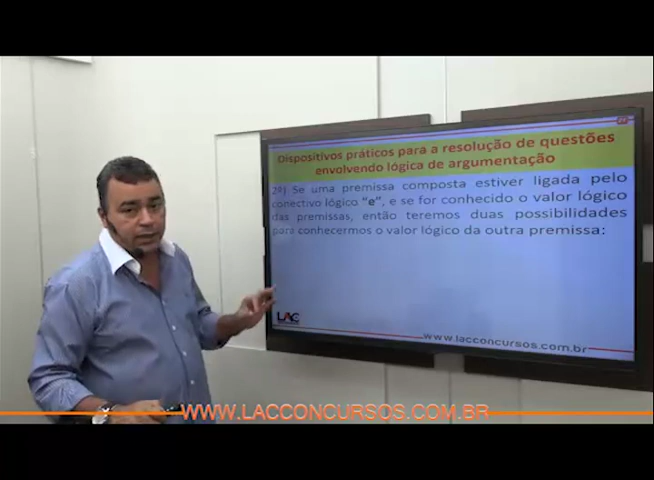 22
Dispositivos práticos para a resolução de questões
envolvendo lógica de argumentação
2º) Se uma premissa composta estiver ligada pelo
conectivo lógico "e", e se for conhecido o valor lógico
das premissas, então teremos duas possibilidades
para conhecermos o valor lógico da outra premissa:
LAC
www.lacconcursos.com.br
WWW.LACCONCURSOS.COM.BR